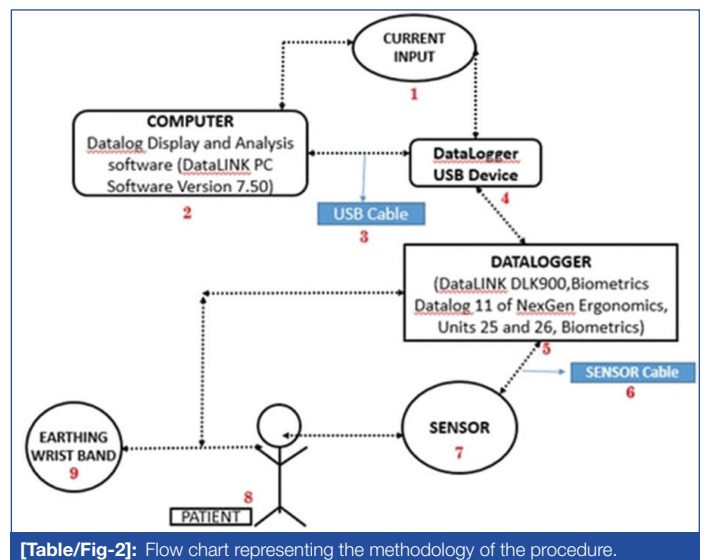 CURRENT
INPUT
1
COMPUTER
Datalog Display and Analysis
software (DataLINK PC
Software Version 7.50)
2
USB Cable
3
DataLogger
USB Device
4
DATALOGGER
(DataLINK DLK900,Biometrics
Datalog 11 of NexGen Ergonomics,
Units 25 and 26, Biometrics)
5
SENSOR Cable
6
SENSOR
7
8
PATIENT
EARTHING
WRIST BAND
9
[Table/Fig-2]: Flow chart representing the methodology of the procedure.